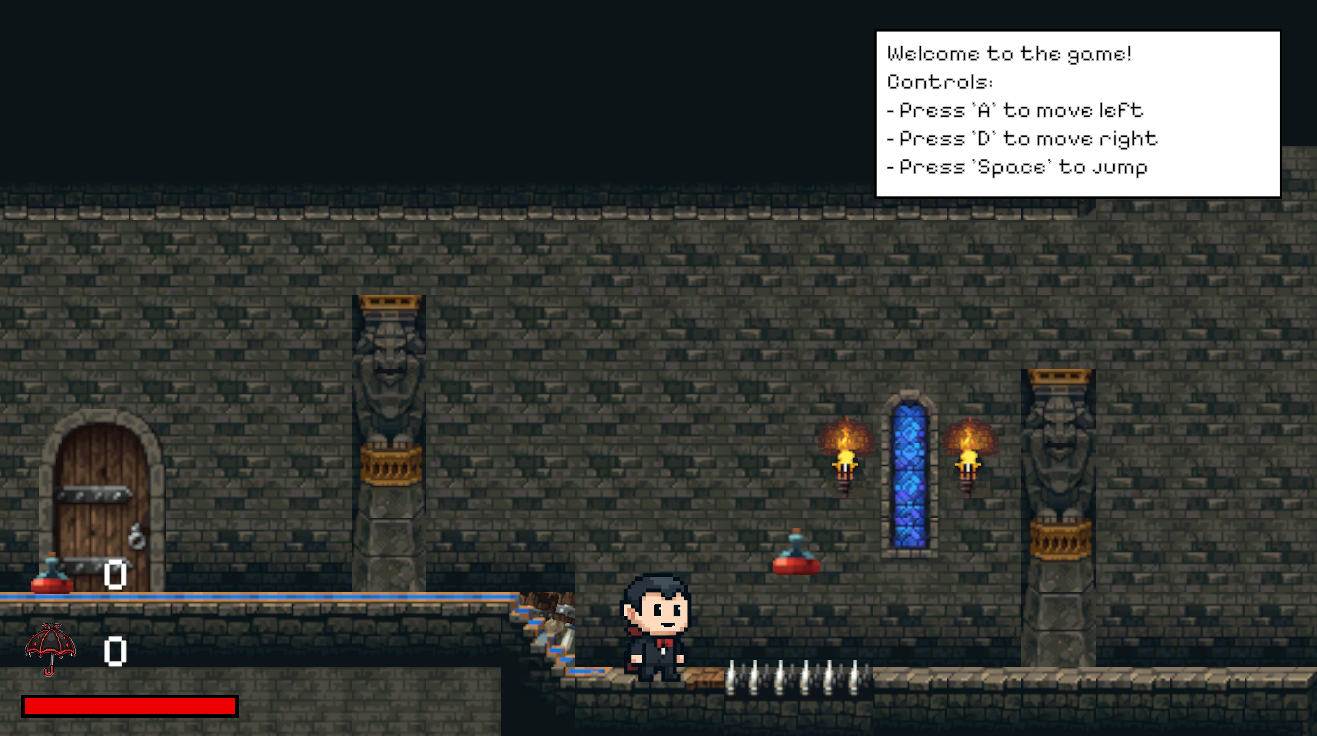 Welcome to the game!
Controls:
- Press 'A' to move left
- Press 'D' to move right
- Press 'Space' to jump
0
0